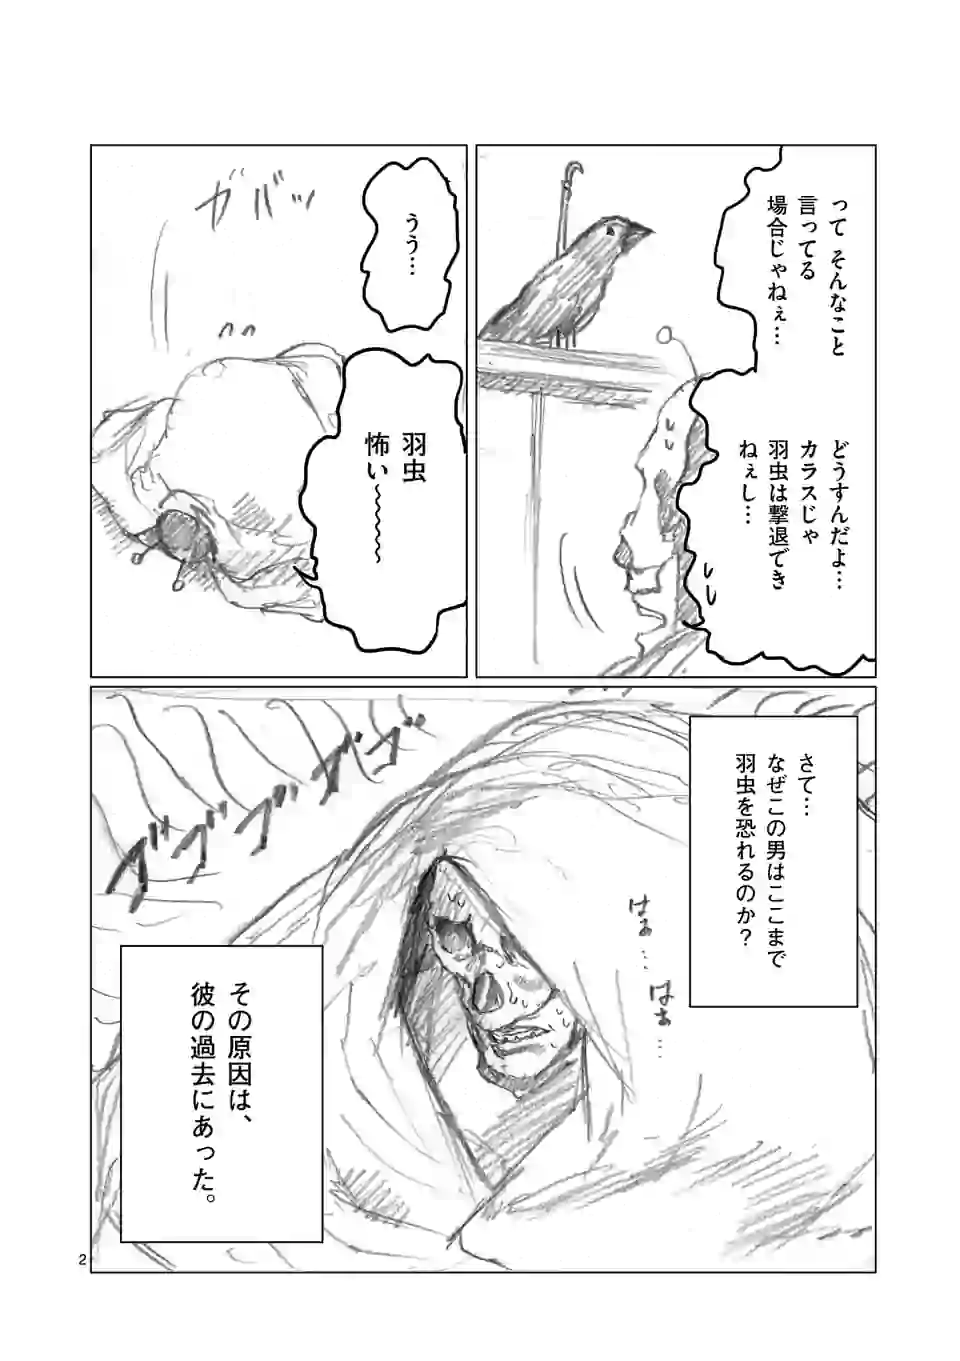 って そんなこと
言ってる
場合じゃねぇ…
どうすんだよ…
カラスじゃ
羽虫は撃退でき
ねぇし…
うう…
ガバッ
羽虫
怖い〜〜〜〜
さて…
なぜこの男はここまで
羽虫を恐れるのか？
ブブブブブブ
はぁ…
はぁ…
その原因は、
彼の過去にあった。
2